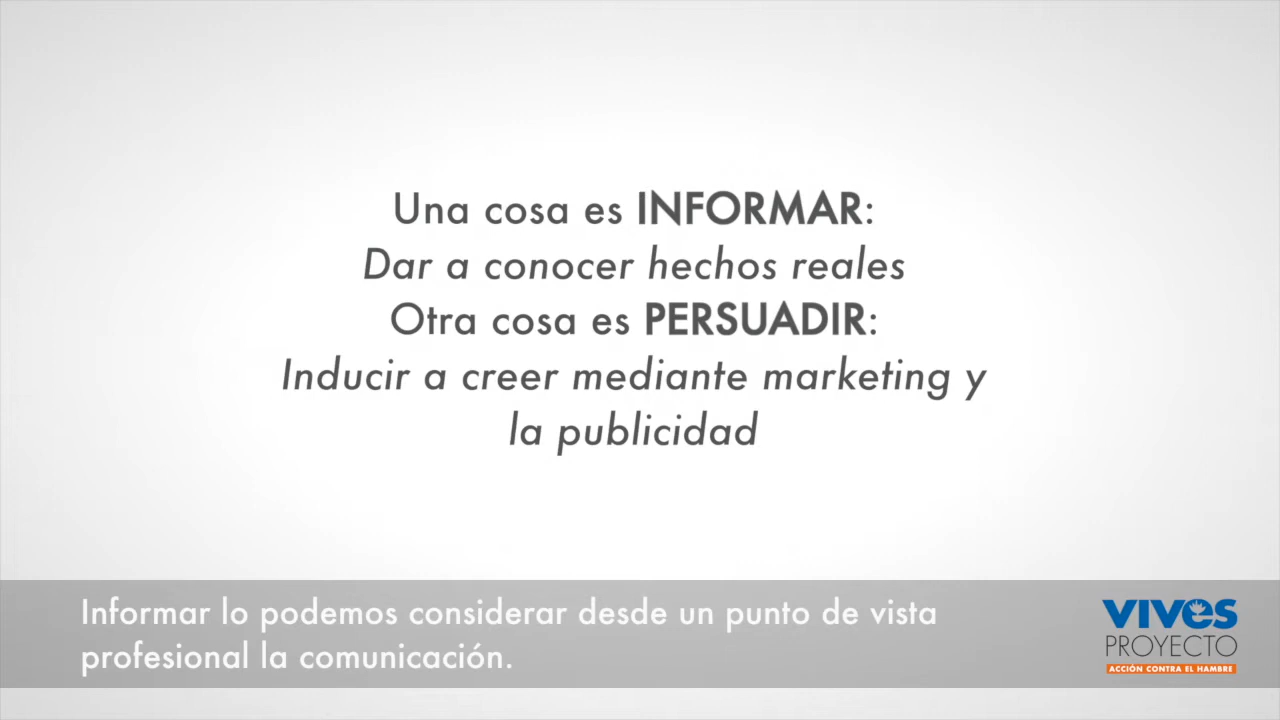 Una cosa es INFORMAR:
Dar a conocer hechos reales
Otra cosa es PERSUADIR:
Inducir a creer mediante marketing y
la publicidad
Informar lo podemos considerar desde un punto de vista
profesional la comunicación.
VIVES
PROYECTO
ACCIÓN CONTRA EL HAMBRE